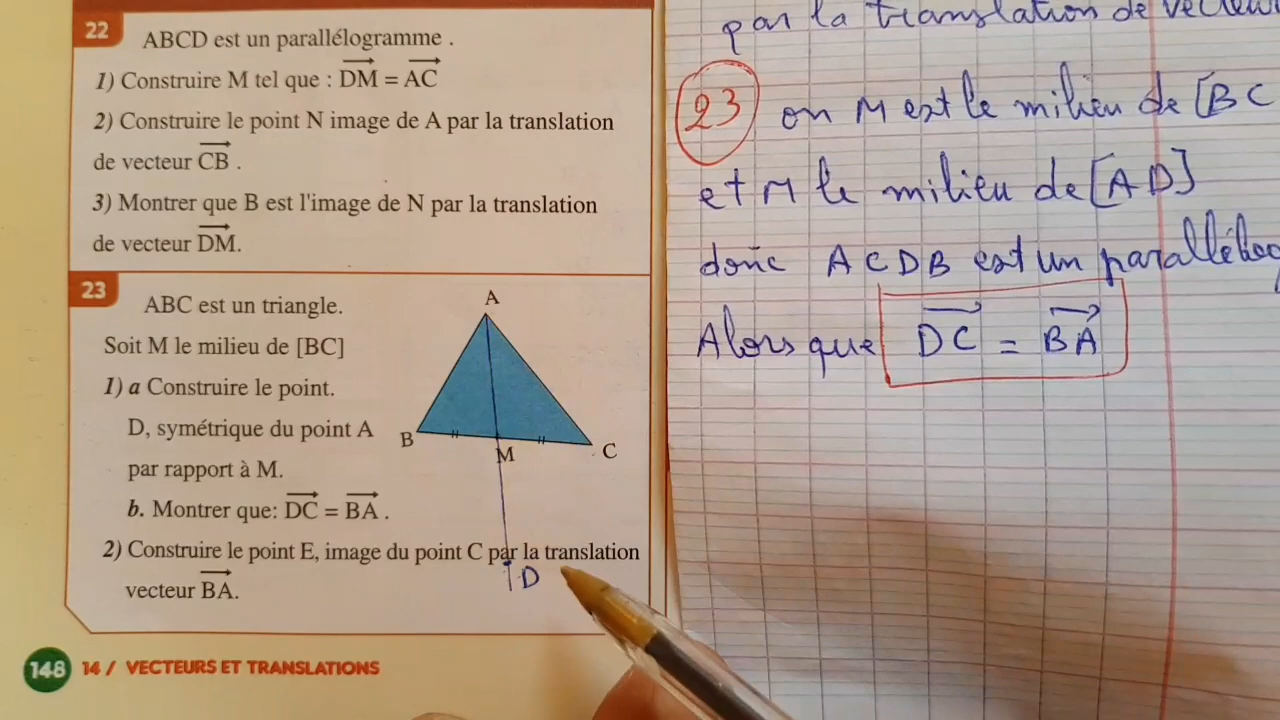 22
ABCD est un parallélogramme .
1) Construire M tel que : DM = AC
2) Construire le point N image de A par la translation
de vecteur CB .
3) Montrer que B est l'image de N par la translation
de vecteur DM.
23
ABC est un triangle.
Soit M le milieu de [BC]
1) a Construire le point.
D, symétrique du point A
par rapport à M.
b. Montrer que: DC = BA .
2) Construire le point E, image du point C par la translation
vecteur BA.
A
B
M
C
D
148 14 / VECTEURS ET TRANSLATIONS
par la translation de vecteur
23 on M est le milieu de [BC
et M le milieu de [AD]
donc ACDB est un parallélog
Alors que DC = BA